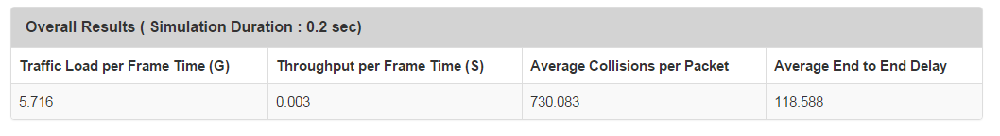 Overall Results ( Simulation Duration : 0.2 sec)
Traffic Load per Frame Time (G) Throughput per Frame Time (S) Average Collisions per Packet Average End to End Delay
5.716 0.003 730.083 118.588